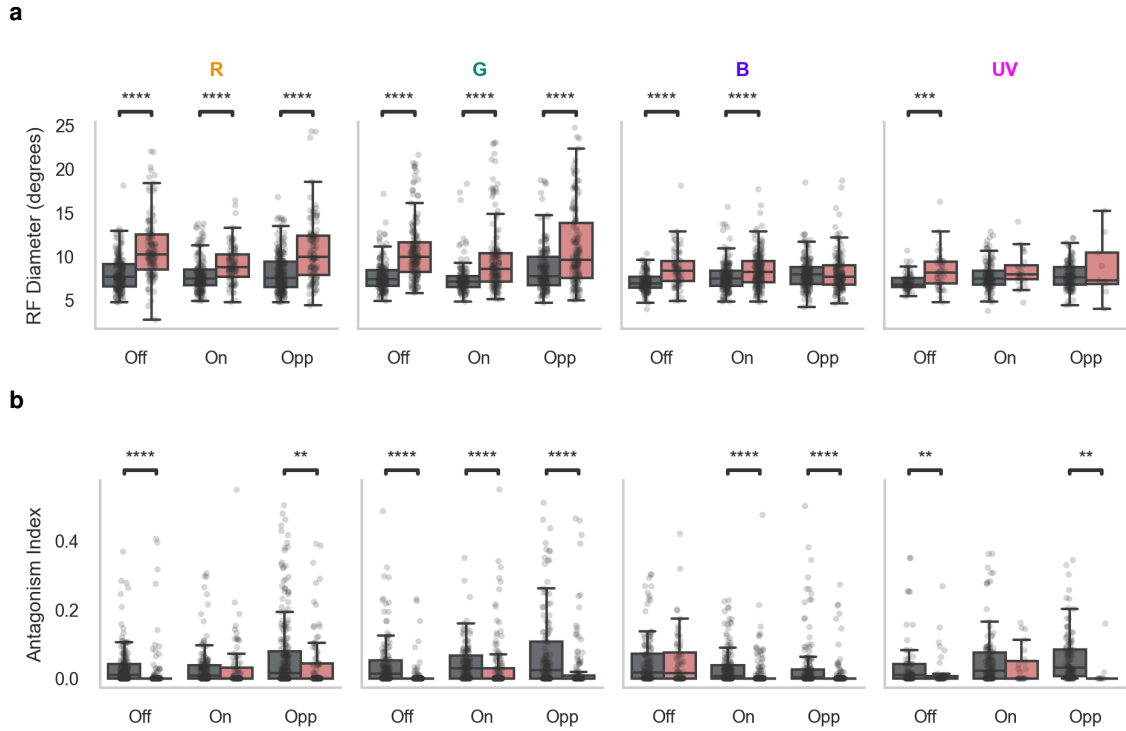 a
R G B UV
**** **** **** **** **** **** **** **** ***
RF Diameter (degrees)
25
20
15
10
5
Off On Opp Off On Opp Off On Opp Off On Opp
b
**** ** **** **** **** **** **** ** **
Antagonism Index
0.4
0.2
0.0
Off On Opp Off On Opp Off On Opp Off On Opp